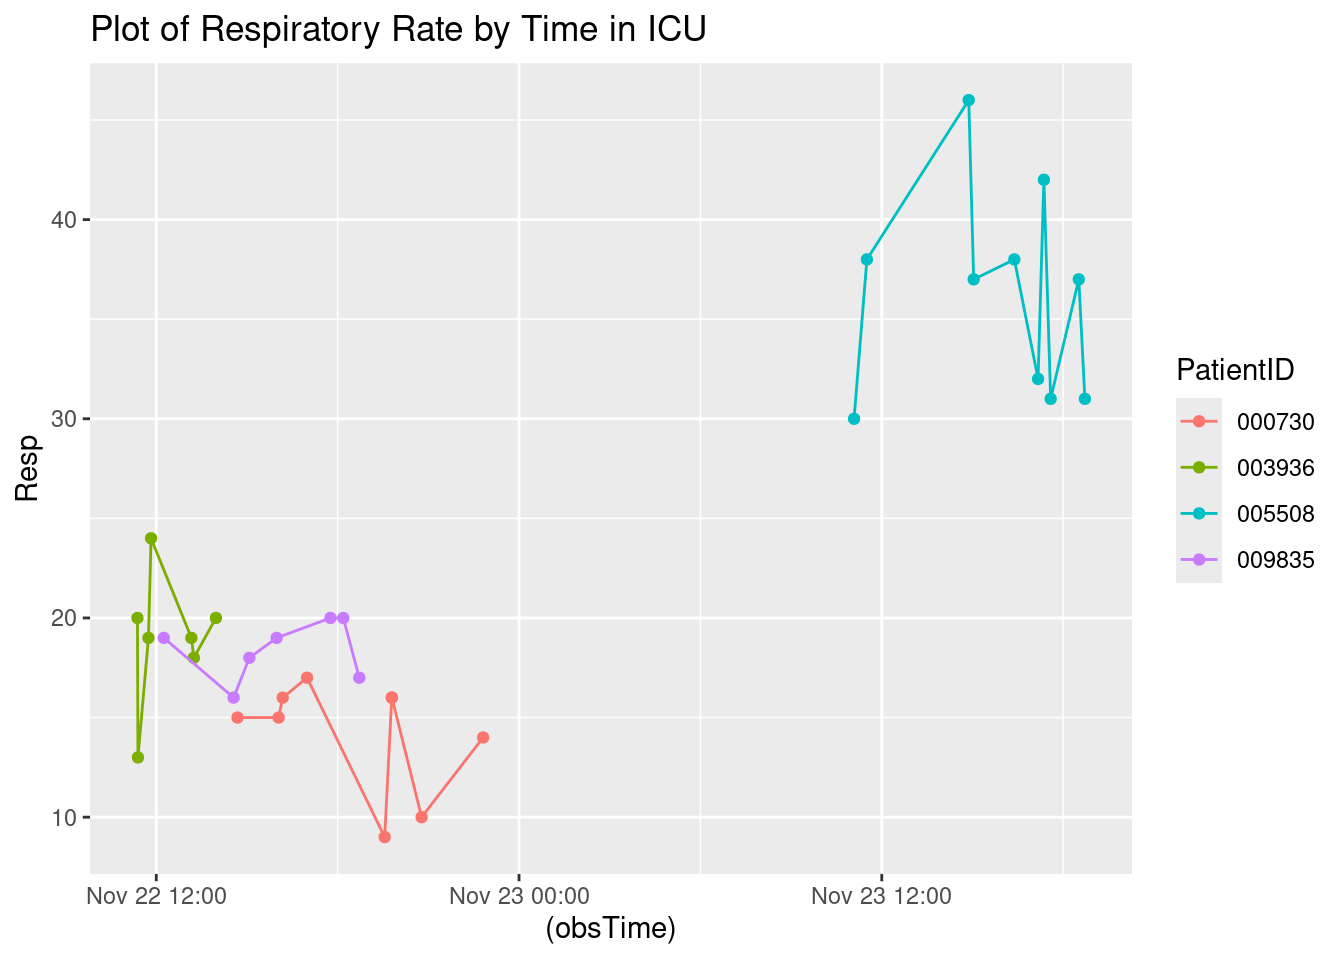 Plot of Respiratory Rate by Time in ICU
40
30
20
10
Resp
Nov 22 12:00
Nov 23 00:00
Nov 23 12:00
(obsTime)
PatientID
000730
003936
005508
009835